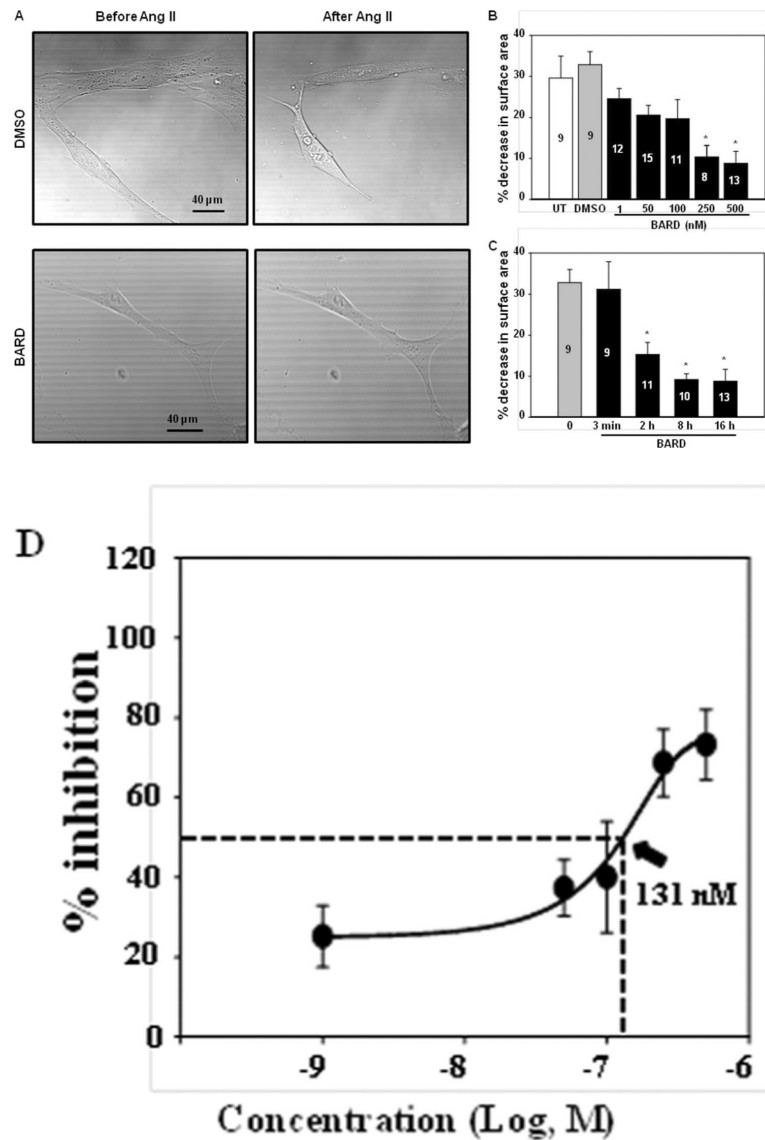 A
Before Ang II
After Ang II
DMSO
40 µm
BARD
40 µm
B
% decrease in surface area
40
30
20
10
0
9
9
12
15
11
*
8
*
13
UT DMSO 1 50 100 250 500
BARD (nM)
C
% decrease in surface area
40
30
20
10
0
9
9
*
11
*
10
*
13
0 3 min 2 h 8 h 16 h
BARD
D
% inhibition
120
100
80
60
40
20
0
131 nM
-9 -8 -7 -6
Concentration (Log, M)